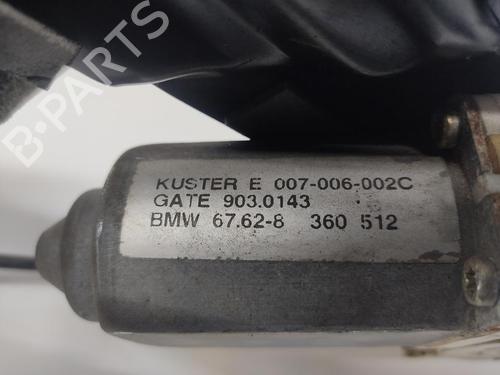 KUSTER E 007-006-002C
GATE 903.0143
BMW 67.62-8 360 512
B-PARTS